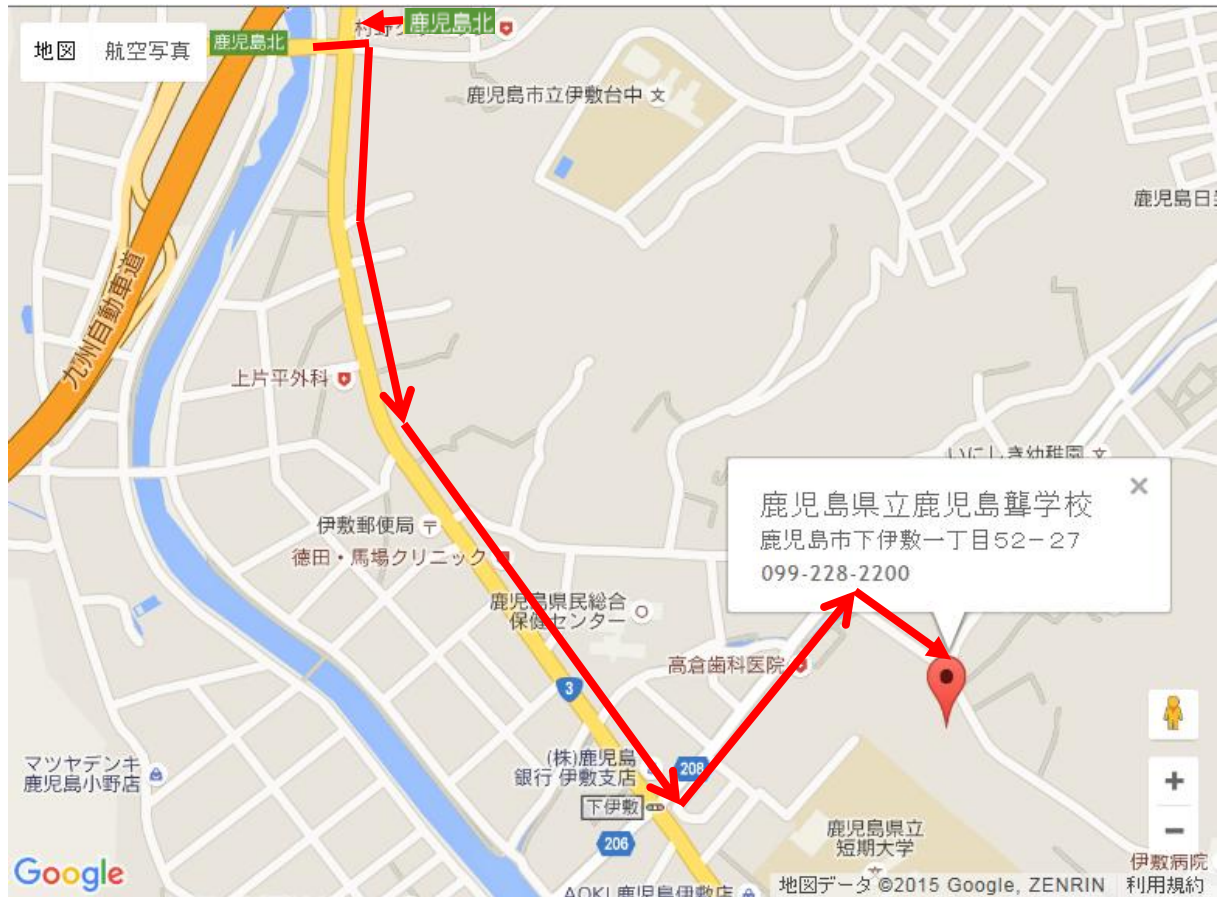 鹿児島北
地図
航空写真
鹿児島北
鹿児島市立伊敷台中
鹿児島日
九州自動車道
上片平外科
いにしき幼稚園
鹿児島県立鹿児島聾学校
鹿児島市下伊敷一丁目52-27
099-228-2200
伊敷郵便局
徳田・馬場クリニック
鹿児島県民総合
保健センター
高倉歯科医院
3
マツヤデンキ
鹿児島小野店
(株)鹿児島
銀行 伊敷支店
208
下伊敷
206
鹿児島県立
短期大学
伊敷病院
Google
AOKI 鹿児島伊敷店
地図データ ©2015 Google, ZENRIN
利用規約